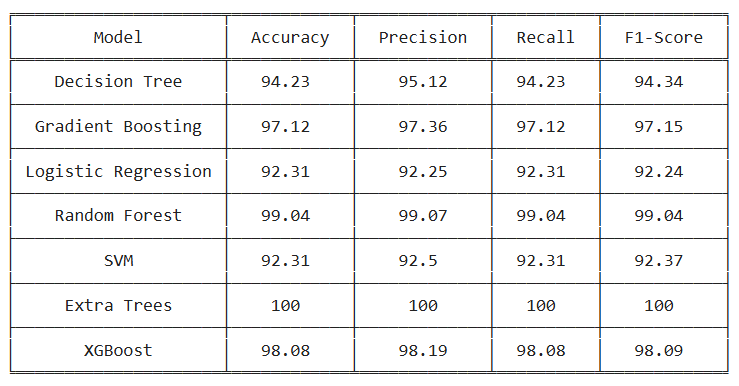 Model Accuracy Precision Recall F1-Score
Decision Tree 94.23 95.12 94.23 94.34
Gradient Boosting 97.12 97.36 97.12 97.15
Logistic Regression 92.31 92.25 92.31 92.24
Random Forest 99.04 99.07 99.04 99.04
SVM 92.31 92.5 92.31 92.37
Extra Trees 100 100 100 100
XGBoost 98.08 98.19 98.08 98.09